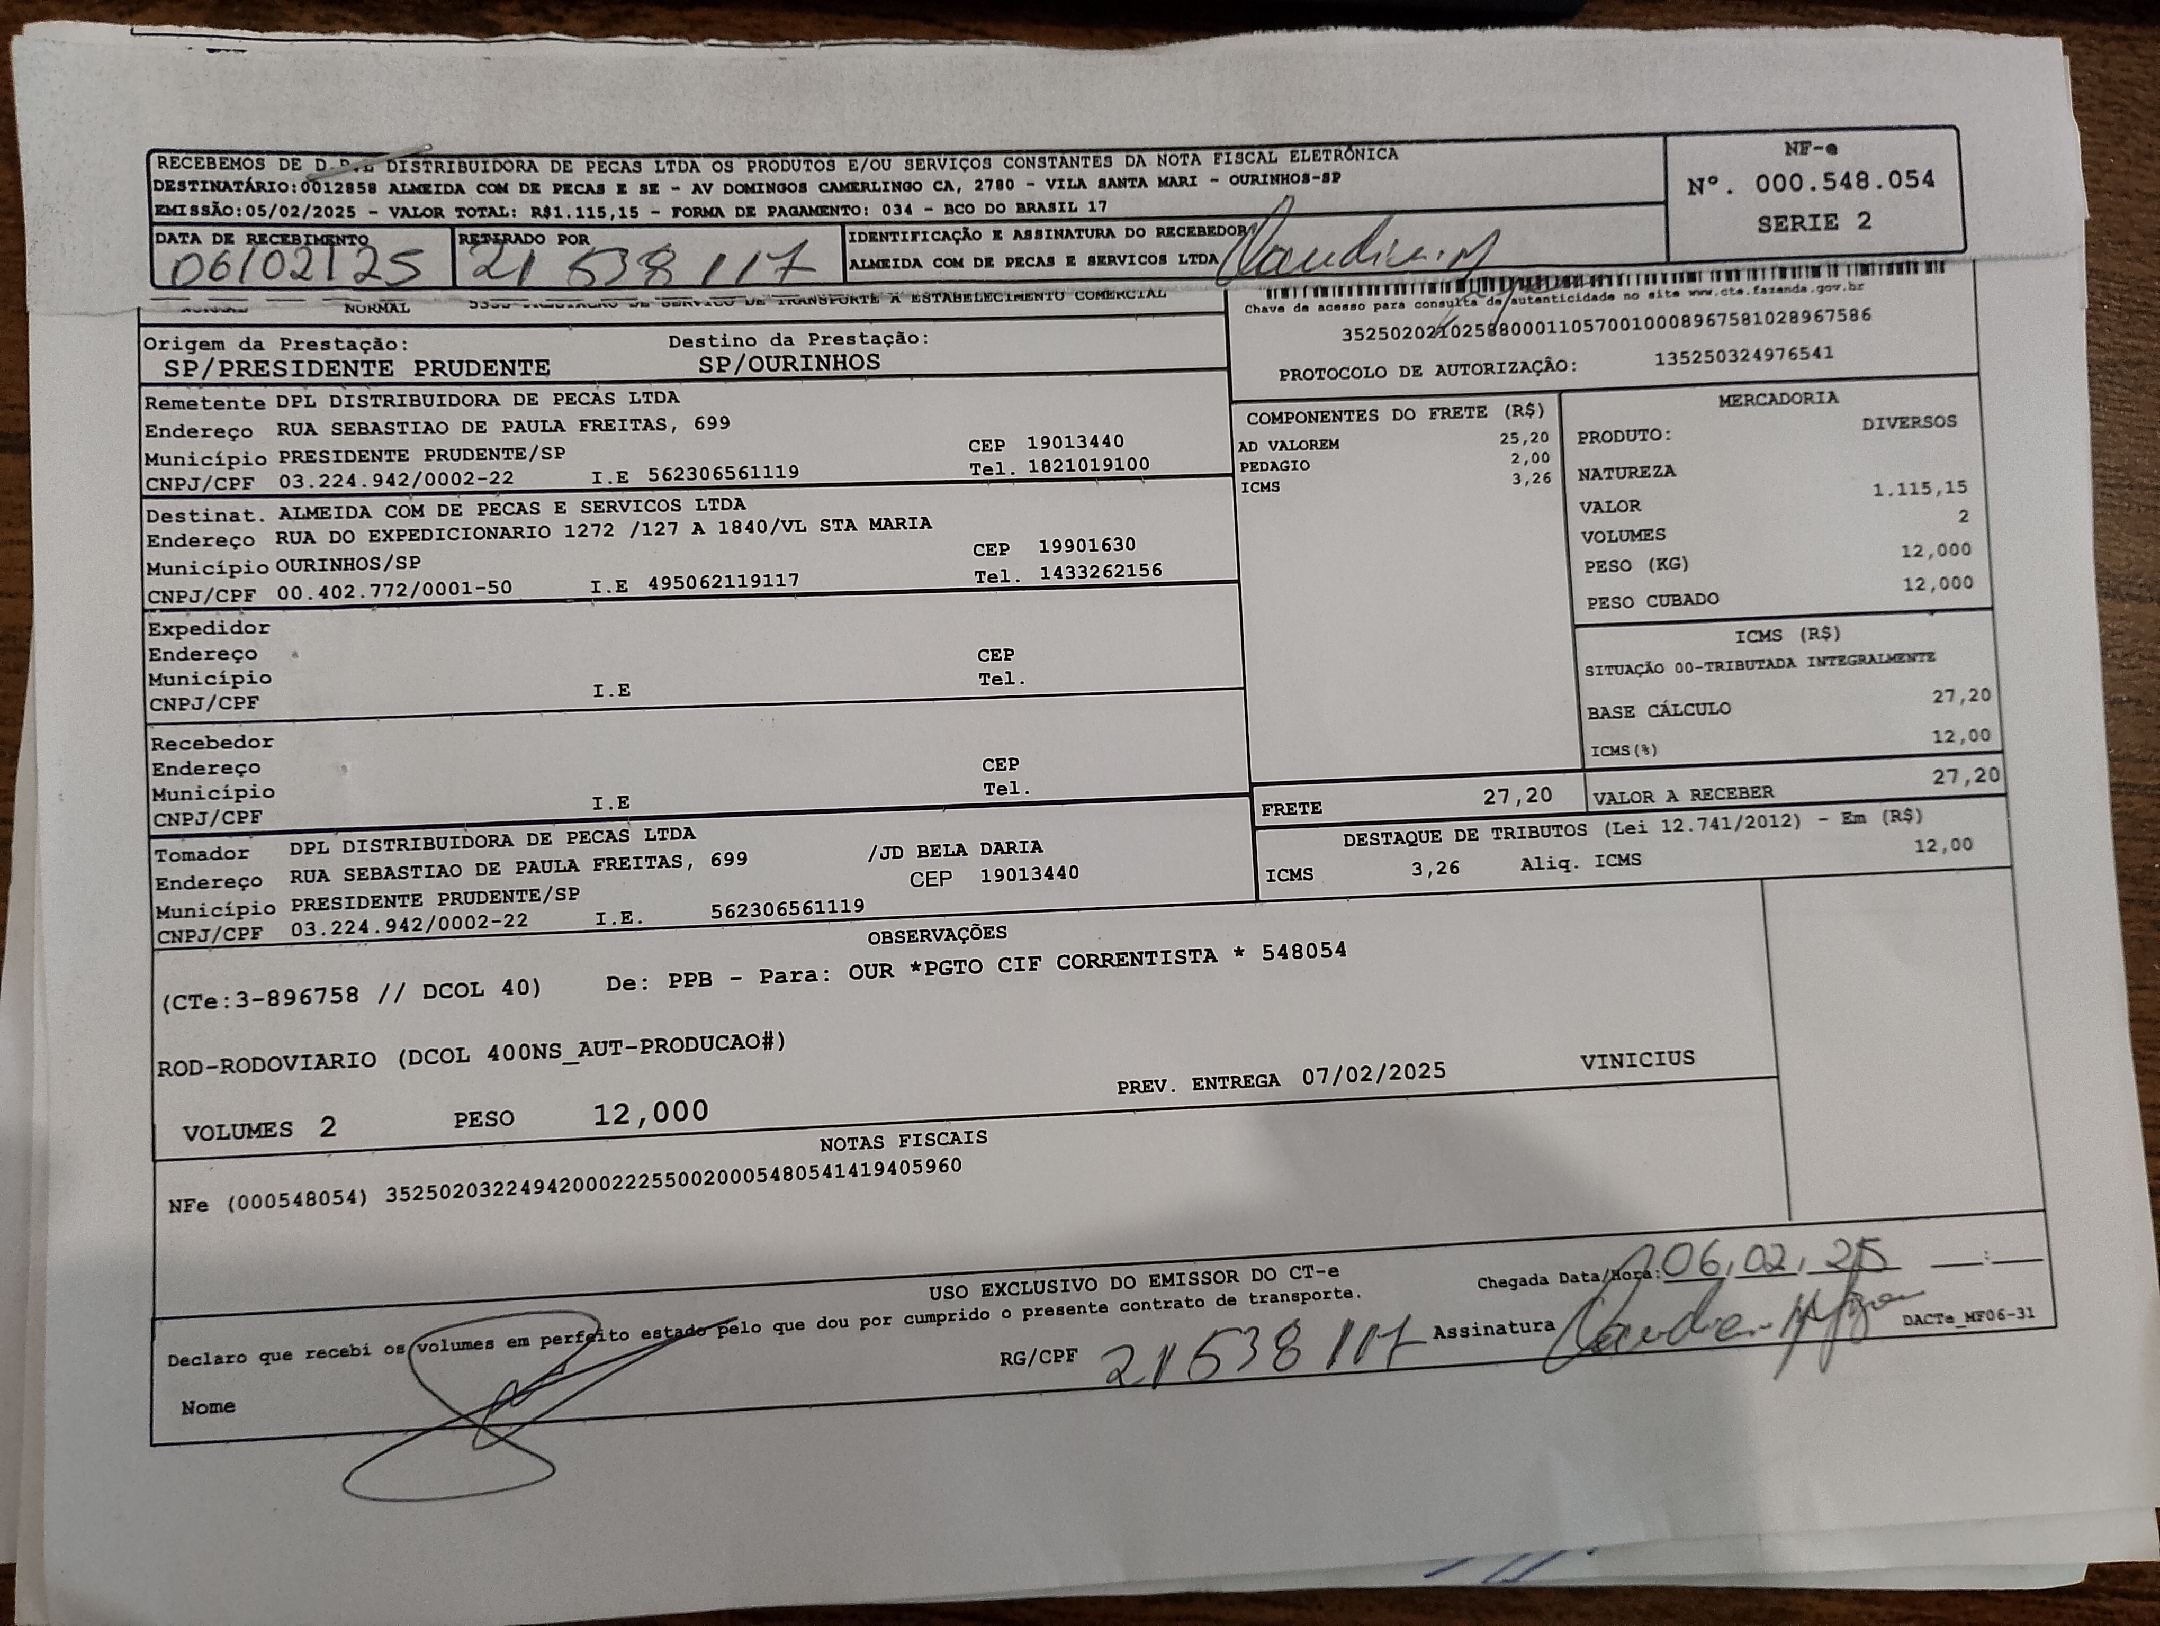 RECEBEMOS DE D.P.L DISTRIBUIDORA DE PECAS LTDA OS PRODUTOS E/OU SERVIÇOS CONSTANTES DA NOTA FISCAL ELETRÔNICA
DESTINATÁRIO:0012858 ALMEIDA COM DE PECAS E SE - AV DOMINGOS CAMERLINGO CA, 2780 - VILA SANTA MARI - OURINHOS-SP
EMISSÃO:05/02/2025 - VALOR TOTAL: R$1.115,15 - FORMA DE PAGAMENTO: 034 - BCO DO BRASIL 17
NF-e
Nº. 000.548.054
SERIE 2
DATA DE RECEBIMENTO
06/02/25
RETIRADO POR
21 538 117
IDENTIFICAÇÃO E ASSINATURA DO RECEBEDOR
ALMEIDA COM DE PECAS E SERVICOS LTDA
NORMAL
DE TRANSPORTE A ESTABELECIMENTO COMERCIAL
Chave de acesso para consulta de autenticidade no site www.cte.fazenda.gov.br
35250202102588000110570010008967581028967586
PROTOCOLO DE AUTORIZAÇÃO: 135250324976541
Origem da Prestação:
SP/PRESIDENTE PRUDENTE
Destino da Prestação:
SP/OURINHOS
Remetente DPL DISTRIBUIDORA DE PECAS LTDA
Endereço RUA SEBASTIAO DE PAULA FREITAS, 699
Município PRESIDENTE PRUDENTE/SP CEP 19013440
CNPJ/CPF 03.224.942/0002-22 I.E 562306561119 Tel. 1821019100
Destinat. ALMEIDA COM DE PECAS E SERVICOS LTDA
Endereço RUA DO EXPEDICIONARIO 1272 /127 A 1840/VL STA MARIA
Município OURINHOS/SP CEP 19901630
CNPJ/CPF 00.402.772/0001-50 I.E 495062119117 Tel. 1433262156
Expedidor
Endereço
Município CEP
CNPJ/CPF I.E Tel.
Recebedor
Endereço
Município CEP
CNPJ/CPF I.E Tel.
Tomador DPL DISTRIBUIDORA DE PECAS LTDA
Endereço RUA SEBASTIAO DE PAULA FREITAS, 699 /JD BELA DARIA
Município PRESIDENTE PRUDENTE/SP CEP 19013440
CNPJ/CPF 03.224.942/0002-22 I.E. 562306561119
COMPONENTES DO FRETE (R$)
AD VALOREM 25,20
PEDAGIO 2,00
ICMS 3,26
MERCADORIA
PRODUTO: DIVERSOS
NATUREZA
VALOR 1.115,15
VOLUMES 2
PESO (KG) 12,000
PESO CUBADO 12,000
ICMS (R$)
SITUAÇÃO 00-TRIBUTADA INTEGRALMENTE
BASE CÁLCULO 27,20
ICMS(%) 12,00
FRETE 27,20
VALOR A RECEBER 27,20
DESTAQUE DE TRIBUTOS (Lei 12.741/2012) - Em (R$)
ICMS 3,26 Aliq. ICMS 12,00
OBSERVAÇÕES
(CTe:3-896758 // DCOL 40) De: PPB - Para: OUR *PGTO CIF CORRENTISTA * 548054
ROD-RODOVIARIO (DCOL 400NS_AUT-PRODUCAO#)
PREV. ENTREGA 07/02/2025 VINICIUS
VOLUMES 2 PESO 12,000
NOTAS FISCAIS
NFe (000548054) 35250203224942000222550020005480541419405960
USO EXCLUSIVO DO EMISSOR DO CT-e
Declaro que recebi os volumes em perfeito estado pelo que dou por cumprido o presente contrato de transporte.
Chegada Data/Hora: 06,02,25 __:__
Nome
RG/CPF 21538117
Assinatura
DACTe_MF06-31